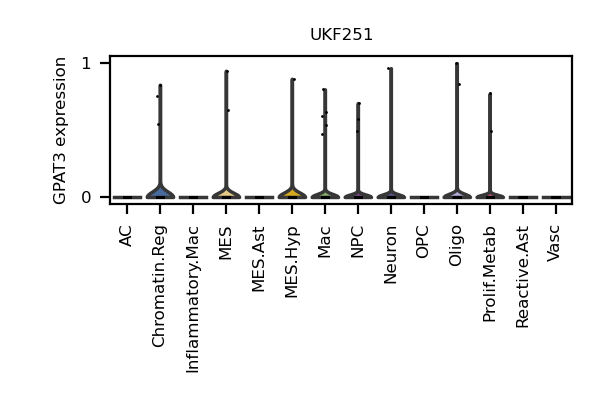 UKF251
GPAT3 expression
1
0
AC
Chromatin.Reg
Inflammatory.Mac
MES
MES.Ast
MES.Hyp
Mac
NPC
Neuron
OPC
Oligo
Prolif.Metab
Reactive.Ast
Vasc